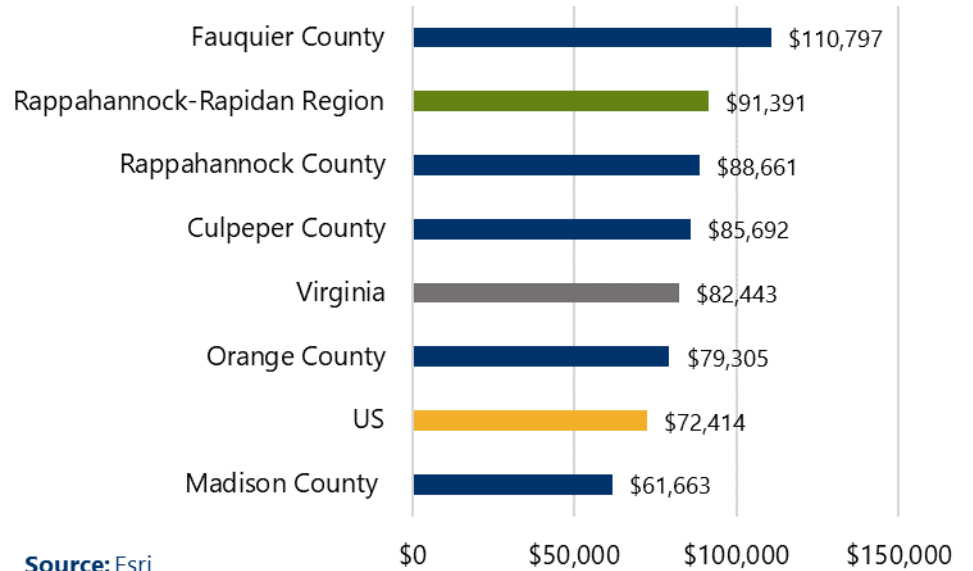 Fauquier County $110,797
Rappahannock-Rapidan Region $91,391
Rappahannock County $88,661
Culpeper County $85,692
Virginia $82,443
Orange County $79,305
US $72,414
Madison County $61,663
$0 $50,000 $100,000 $150,000
Source: Esri